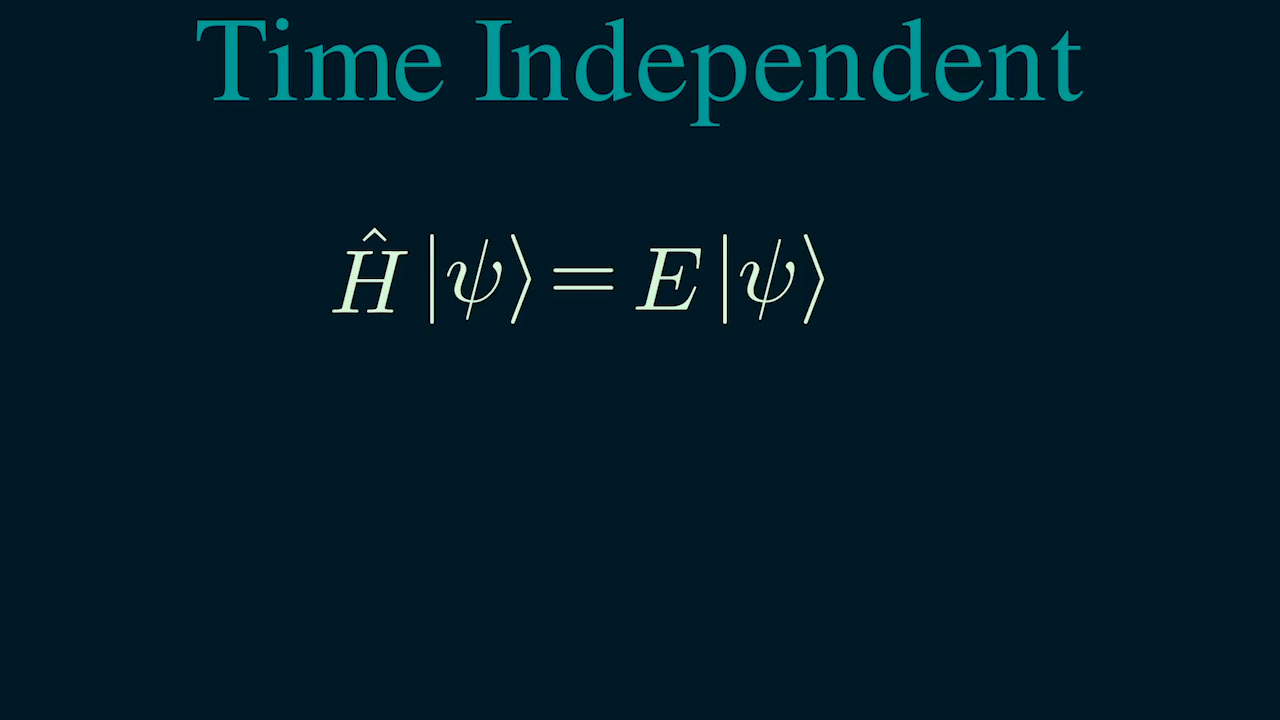 Time Independent
Ĥ|ψ⟩ = E|ψ⟩